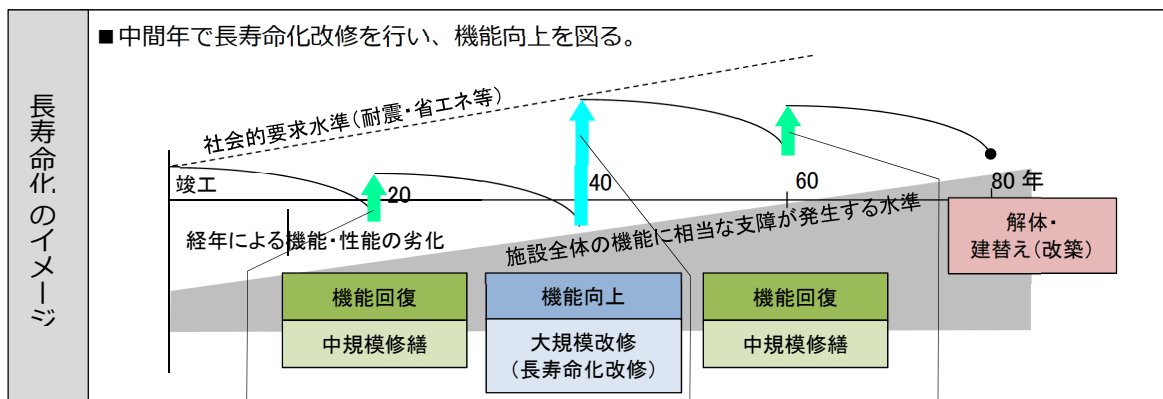 長寿命化のイメージ
■中間年で長寿命化改修を行い、機能向上を図る。
社会的要求水準(耐震・省エネ等)
竣工
20
40
60
80 年
経年による機能・性能の劣化
施設全体の機能に相当な支障が発生する水準
解体・
建替え(改築)
機能回復
中規模修繕
機能向上
大規模改修
(長寿命化改修)
機能回復
中規模修繕